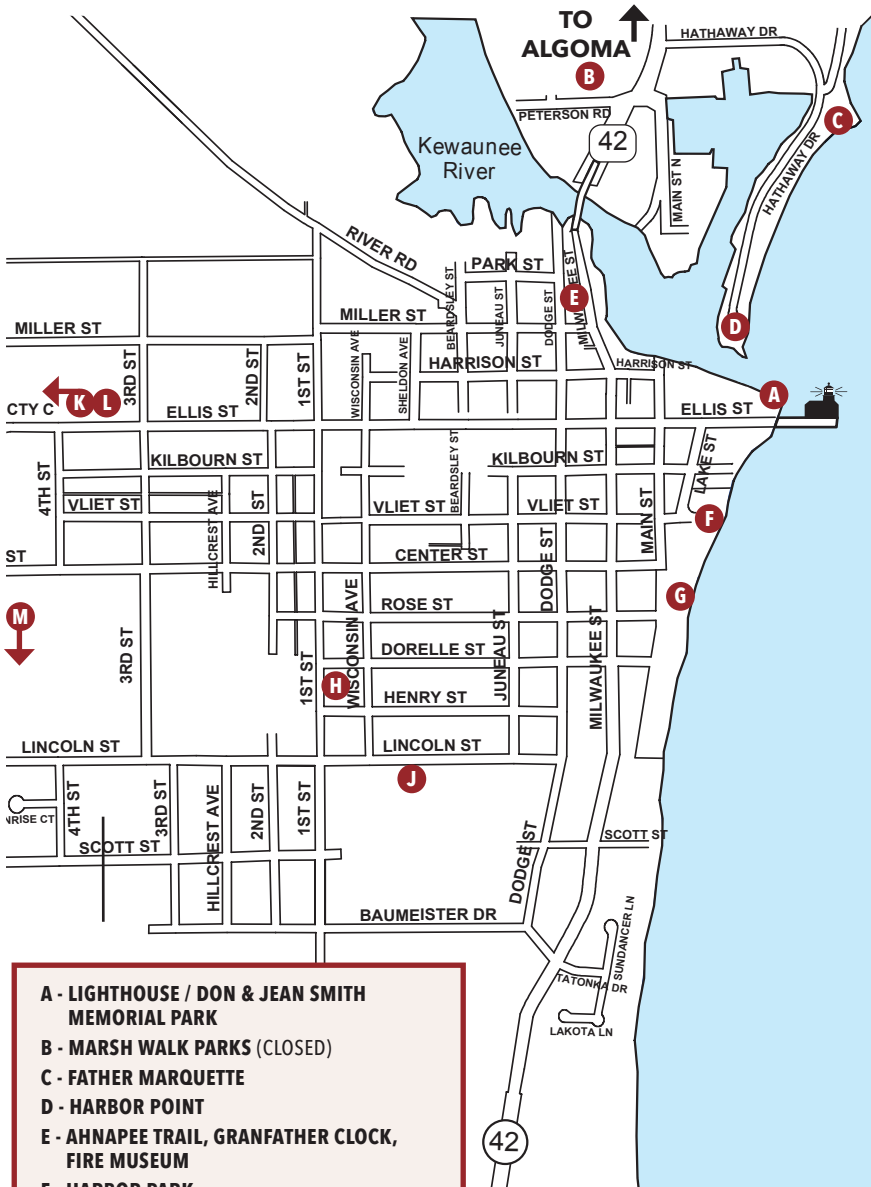 TO
ALGOMA
HATHAWAY DR
B
PETERSON RD
C
42
Kewaunee
River
MAIN ST N
HATHAWAY DR
RIVER RD
PARK ST
BEARDSLEY ST
JUNEAU ST
DODGE ST
E
D
MILLER ST
MILLER ST
HARRISON ST
HARRISON ST
3RD ST
2ND ST
1ST ST
WISCONSIN AVE
SHELDON AVE
K
L
A
CTY C
ELLIS ST
ELLIS ST
KILBOURN ST
KILBOURN ST
BEARDSLEY ST
LAKE ST
4TH ST
VLIET ST
HILLCREST AVE
2ND ST
VLIET ST
VLIET ST
MAIN ST
F
ST
CENTER ST
DODGE ST
G
M
ROSE ST
3RD ST
DORELLE ST
1ST ST
WISCONSIN AVE
JUNEAU ST
MILWAUKEE ST
H
HENRY ST
LINCOLN ST
LINCOLN ST
J
4TH ST
3RD ST
HILLCREST AVE
2ND ST
1ST ST
NRISE CT
SCOTT ST
SCOTT ST
DODGE ST
BAUMEISTER DR
SUNDANCER LN
TATONKA DR
LAKOTA LN
42
A - LIGHTHOUSE / DON & JEAN SMITH
MEMORIAL PARK
B - MARSH WALK PARKS (CLOSED)
C - FATHER MARQUETTE
D - HARBOR POINT
E - AHNAPEE TRAIL, GRANFATHER CLOCK,
FIRE MUSEUM